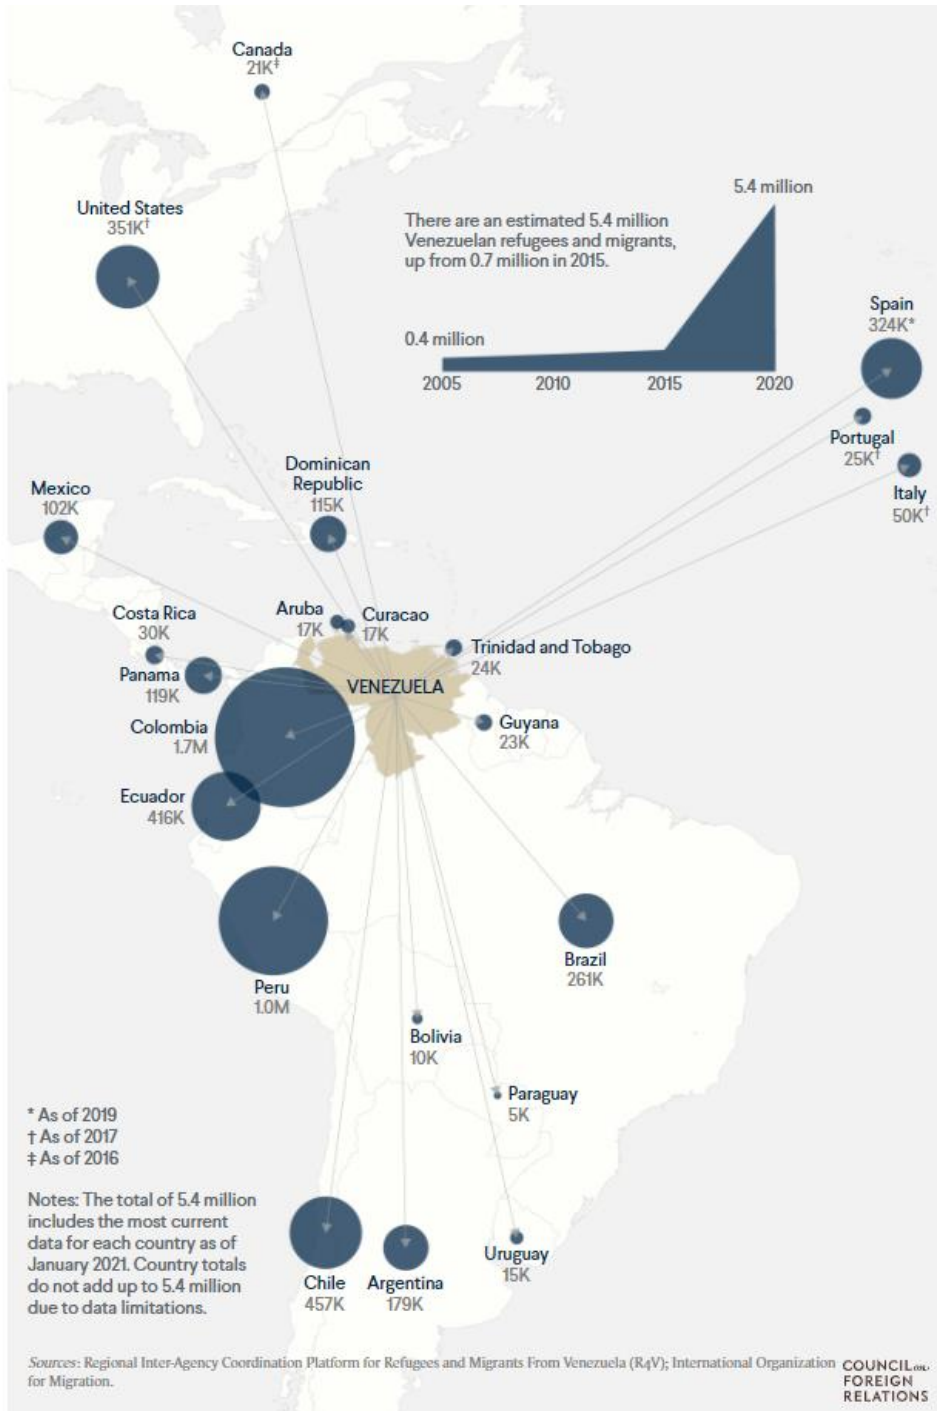 Canada
21K‡
United States
351K†
5.4 million
There are an estimated 5.4 million
Venezuelan refugees and migrants,
up from 0.7 million in 2015.
0.4 million
2005
2010
2015
2020
Spain
324K*
Portugal
25K†
Italy
50K†
Mexico
102K
Dominican
Republic
115K
Costa Rica
30K
Aruba
17K
Curacao
17K
Trinidad and Tobago
24K
Panama
119K
VENEZUELA
Colombia
1.7M
Guyana
23K
Ecuador
416K
Peru
1.0M
Brazil
261K
Bolivia
10K
Paraguay
5K
* As of 2019
† As of 2017
‡ As of 2016
Notes: The total of 5.4 million
includes the most current
data for each country as of
January 2021. Country totals
do not add up to 5.4 million
due to data limitations.
Chile
457K
Argentina
179K
Uruguay
15K
Sources: Regional Inter-Agency Coordination Platform for Refugees and Migrants From Venezuela (R4V); International Organization
for Migration.
COUNCIL on
FOREIGN
RELATIONS